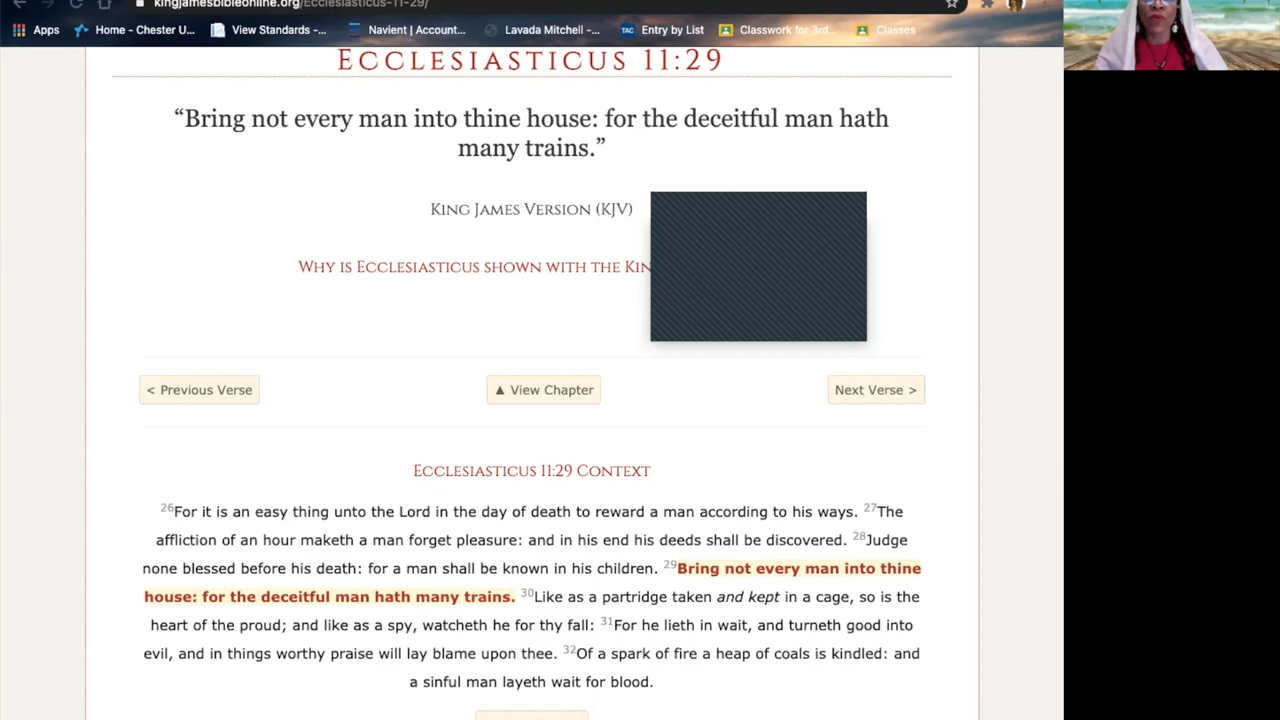 kingjamesbibleonline.org/Ecclesiasticus-11-29/
Apps Home - Chester U... View Standards -... Navient | Account... Lavada Mitchell -... TAC Entry by List Classwork for 3rd... Classes
Ecclesiasticus 11:29
“Bring not every man into thine house: for the deceitful man hath
many trains.”
King James Version (KJV)
Why is Ecclesiasticus shown with the Kin
< Previous Verse ▲ View Chapter Next Verse >
Ecclesiasticus 11:29 Context
26For it is an easy thing unto the Lord in the day of death to reward a man according to his ways. 27The
affliction of an hour maketh a man forget pleasure: and in his end his deeds shall be discovered. 28Judge
none blessed before his death: for a man shall be known in his children. 29Bring not every man into thine
house: for the deceitful man hath many trains. 30Like as a partridge taken and kept in a cage, so is the
heart of the proud; and like as a spy, watcheth he for thy fall: 31For he lieth in wait, and turneth good into
evil, and in things worthy praise will lay blame upon thee. 32Of a spark of fire a heap of coals is kindled: and
a sinful man layeth wait for blood.